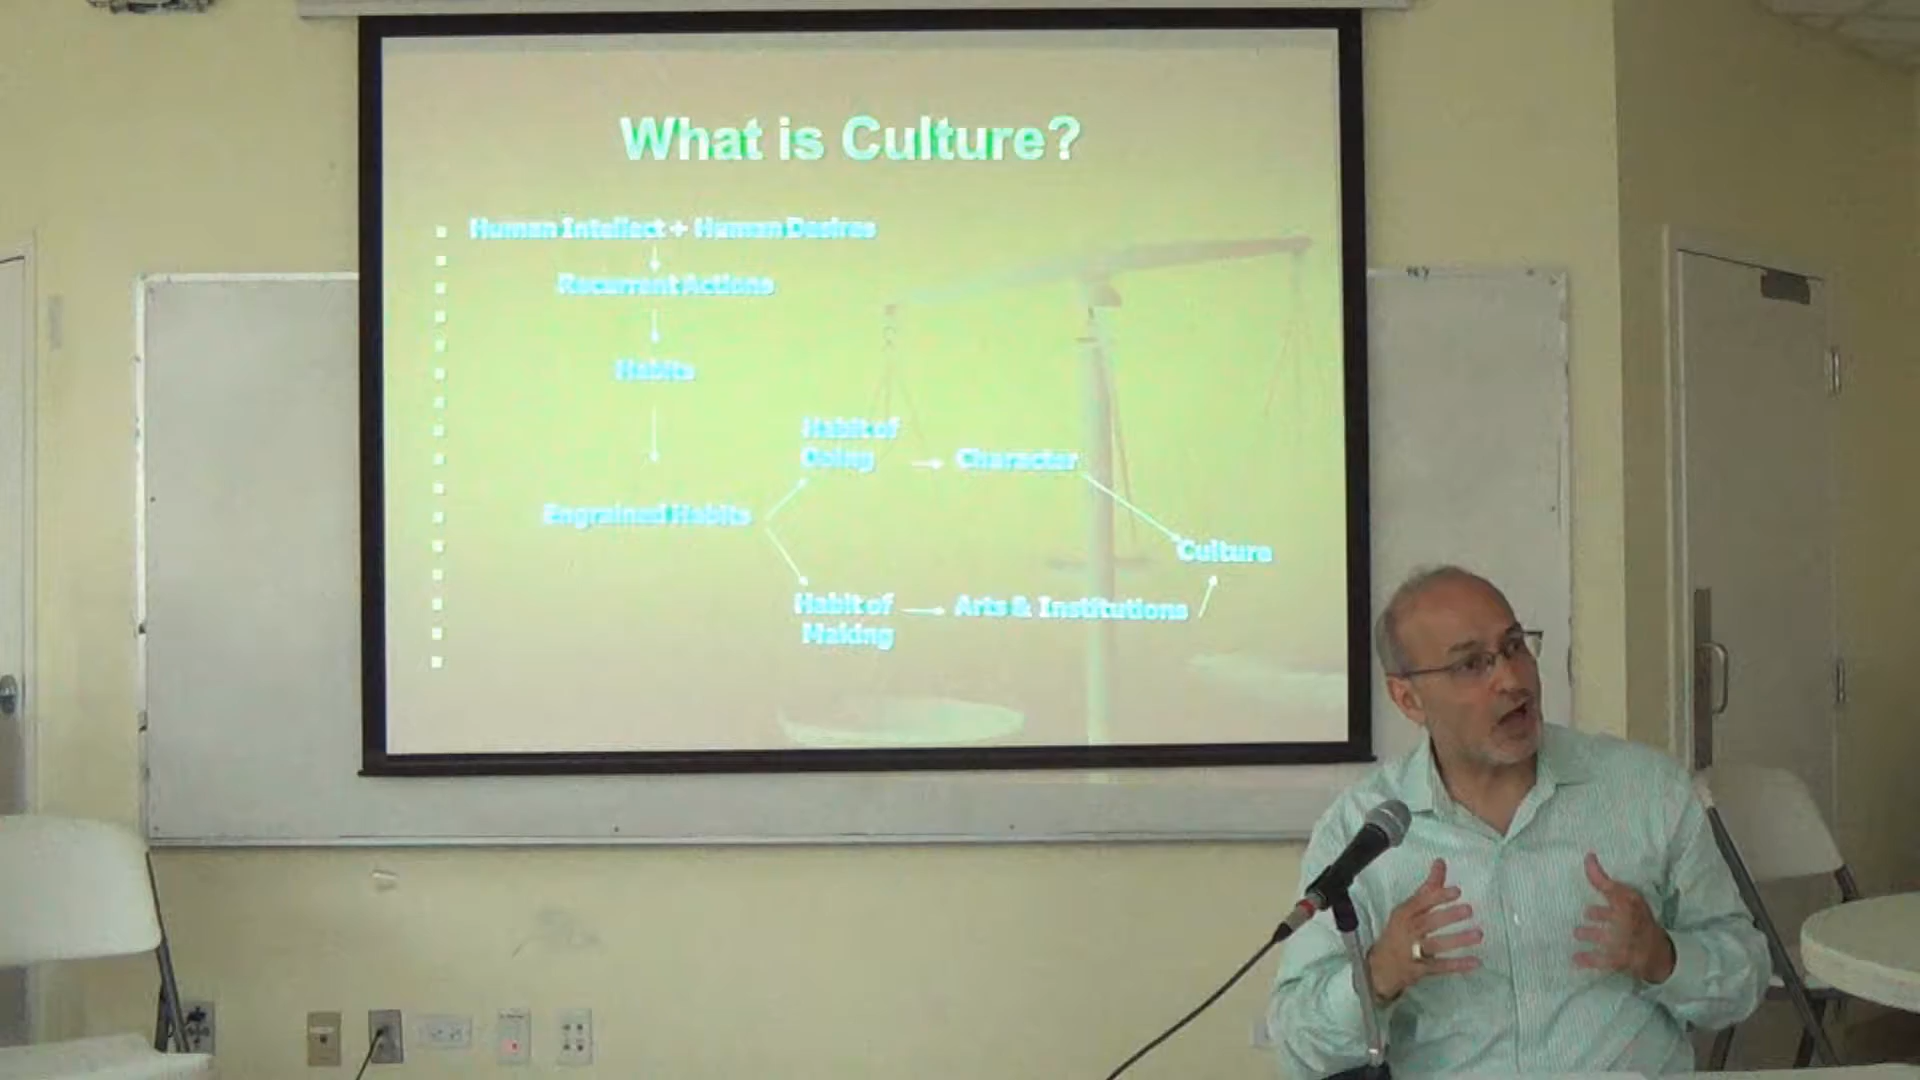 What is Culture?
Human Intellect + Human Desires
Recurrent Actions
Habits
Habit of
Doing
Character
Engrained Habits
Culture
Habit of
Making
Arts & Institutions